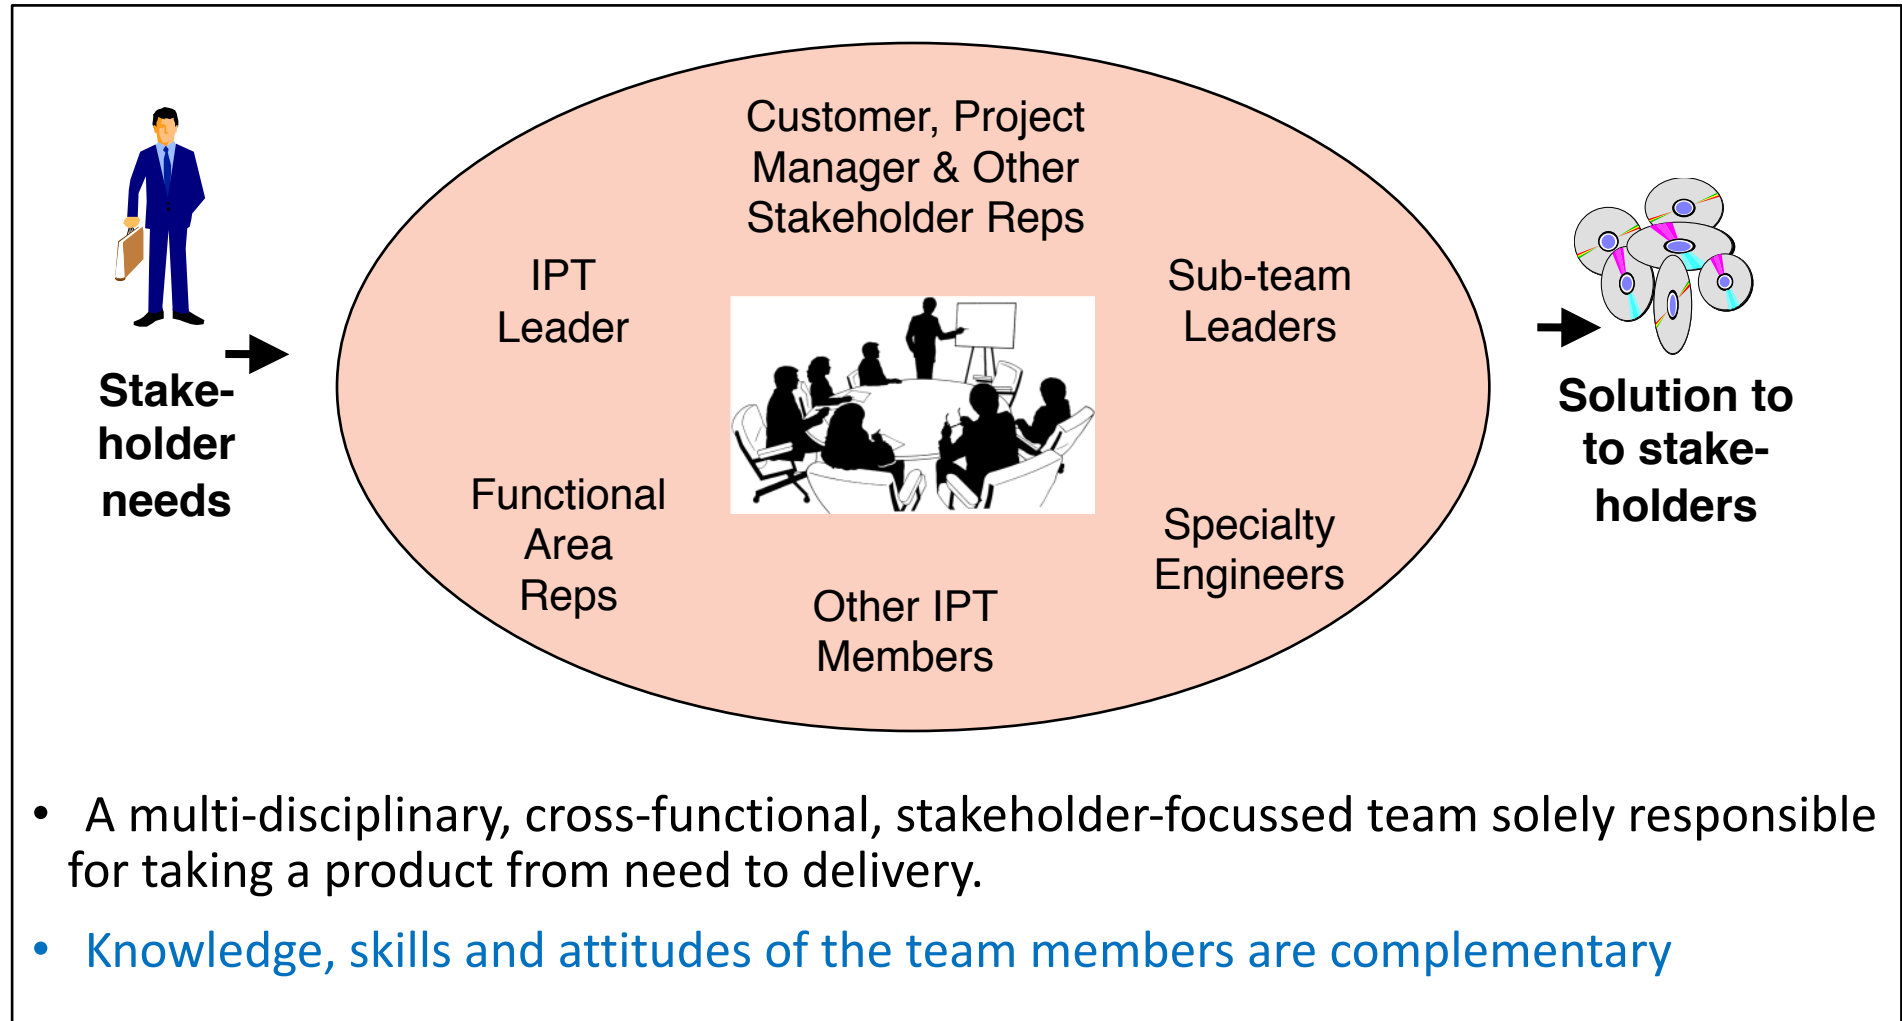 Customer, Project
Manager & Other
Stakeholder Reps
IPT
Leader
Sub-team
Leaders
Stake-
holder
needs
Solution to
to stake-
holders
Functional
Area
Reps
Specialty
Engineers
Other IPT
Members
• A multi-disciplinary, cross-functional, stakeholder-focussed team solely responsible
for taking a product from need to delivery.
• Knowledge, skills and attitudes of the team members are complementary